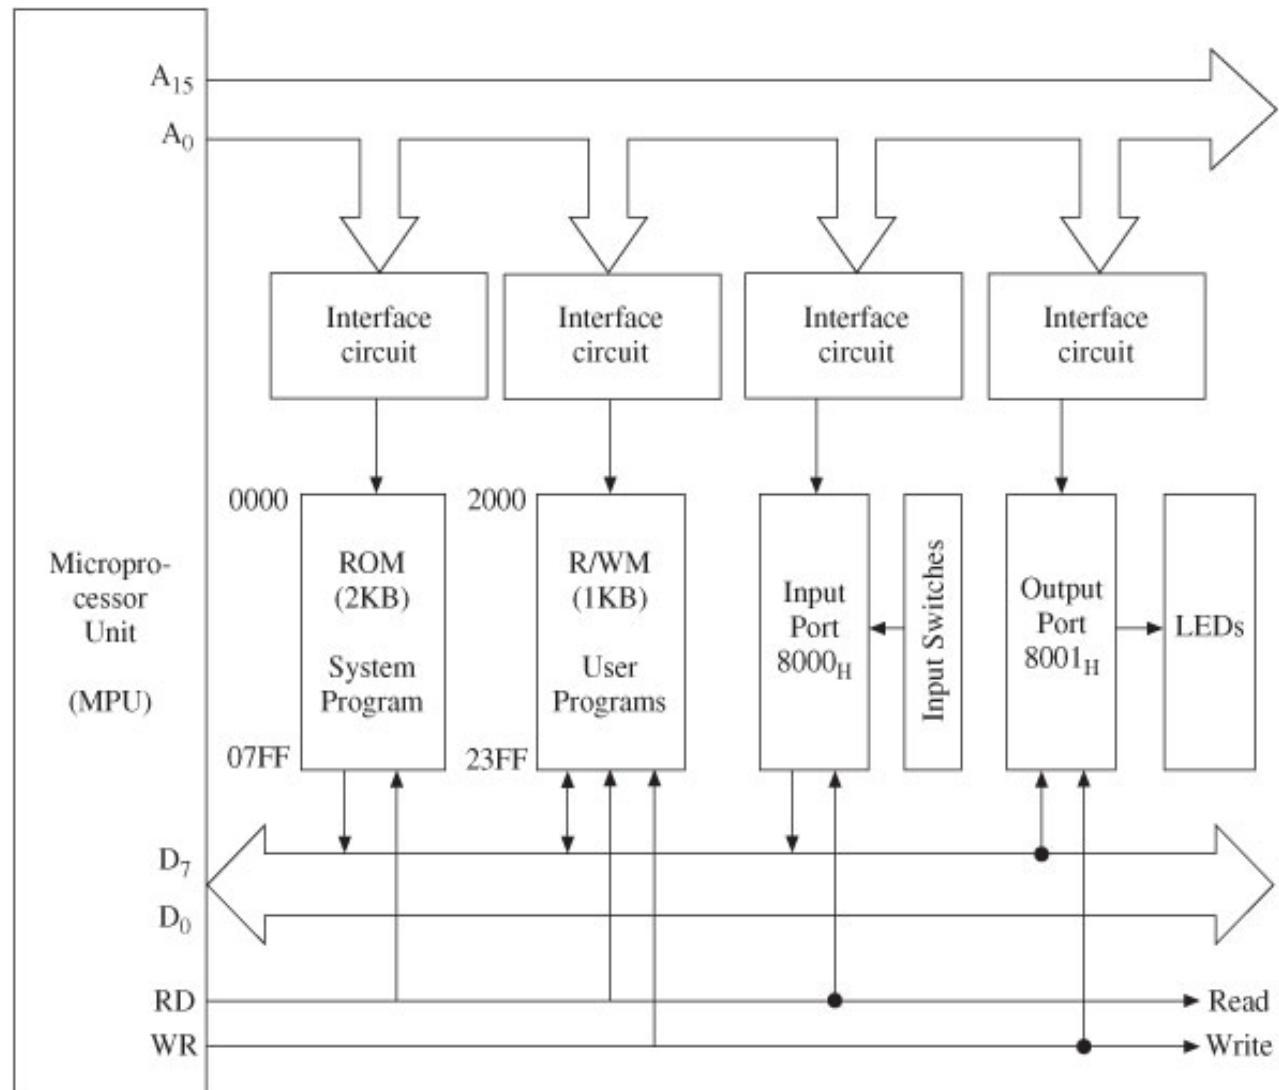 A15
A0
Interface
circuit
Interface
circuit
Interface
circuit
Interface
circuit
Micropro-
cessor
Unit
(MPU)
0000
ROM
(2KB)
System
Program
07FF
2000
R/WM
(1KB)
User
Programs
23FF
Input
Port
8000H
Input Switches
Output
Port
8001H
LEDs
D7
D0
RD
Read
WR
Write